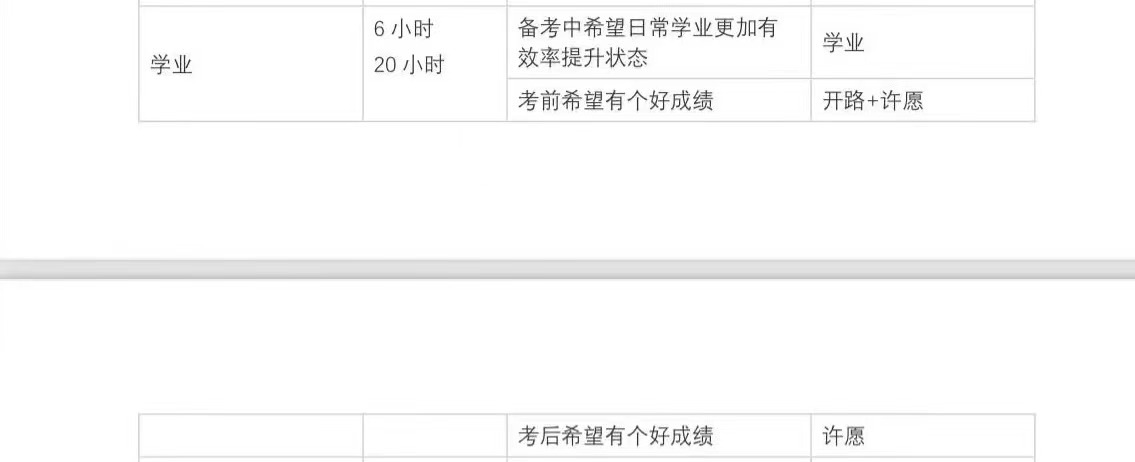 学业
6 小时
20 小时
备考中希望日常学业更加有
效率提升状态
学业
考前希望有个好成绩
开路+许愿
考后希望有个好成绩
许愿